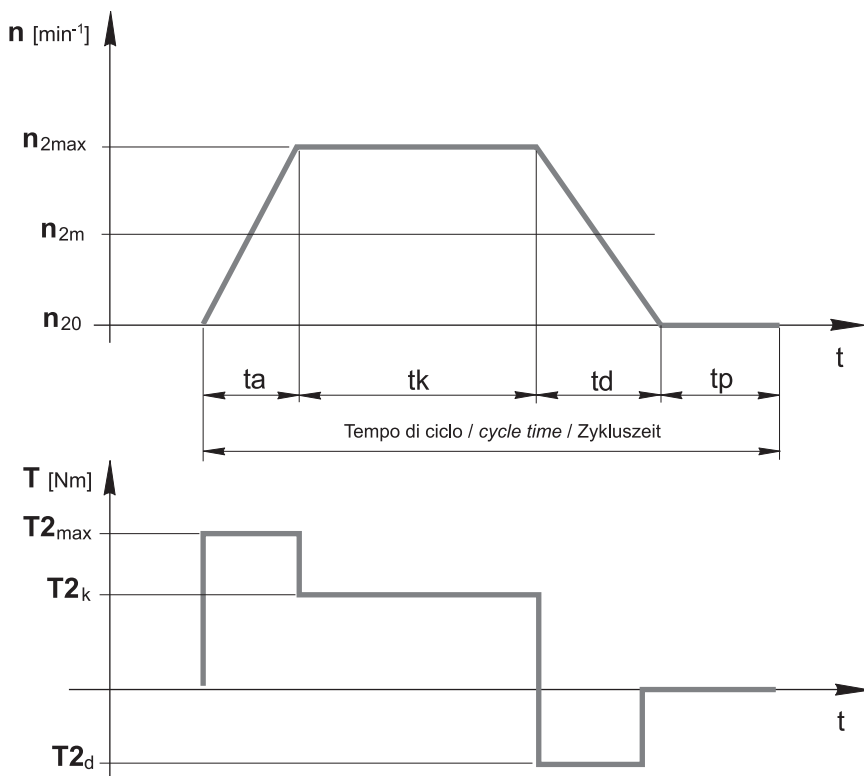 n [min-1]
n2max
n2m
n20
t
ta tk td tp
Tempo di ciclo / cycle time / Zykluszeit
T [Nm]
T2max
T2k
t
T2d